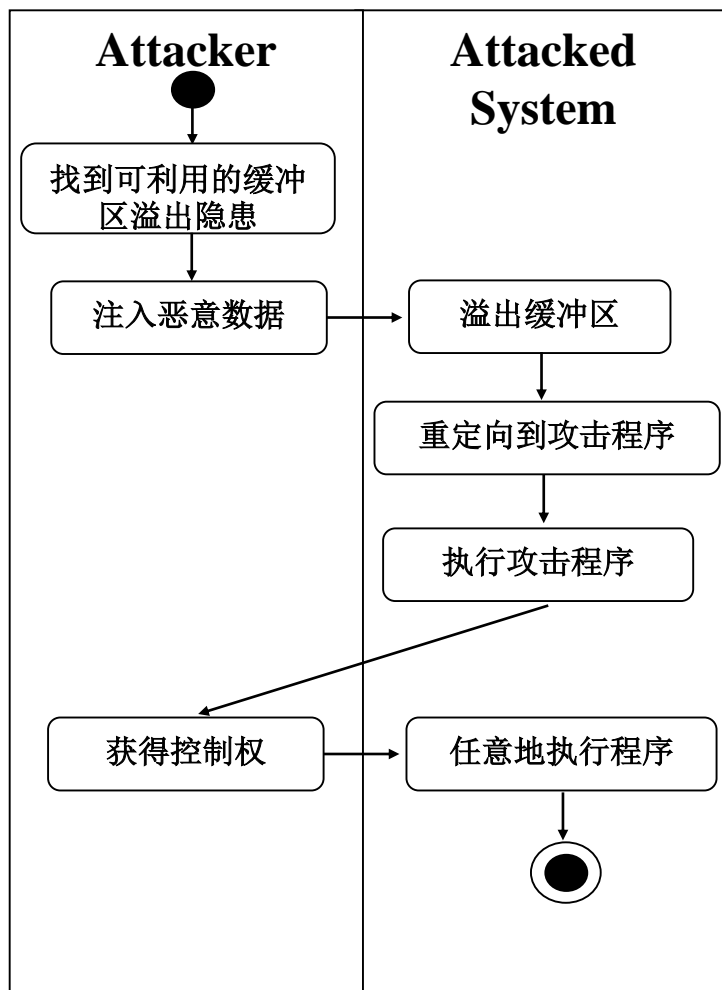 Attacker
Attacked
System
找到可利用的缓冲
区溢出隐患
注入恶意数据
溢出缓冲区
重定向到攻击程序
执行攻击程序
获得控制权
任意地执行程序